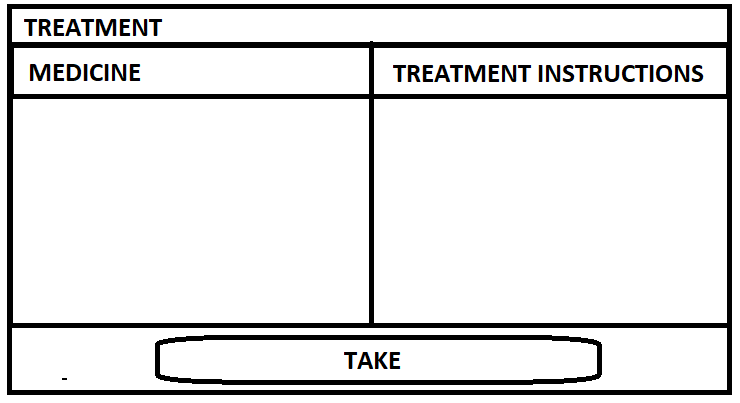 TREATMENT
MEDICINE
TREATMENT INSTRUCTIONS
TAKE